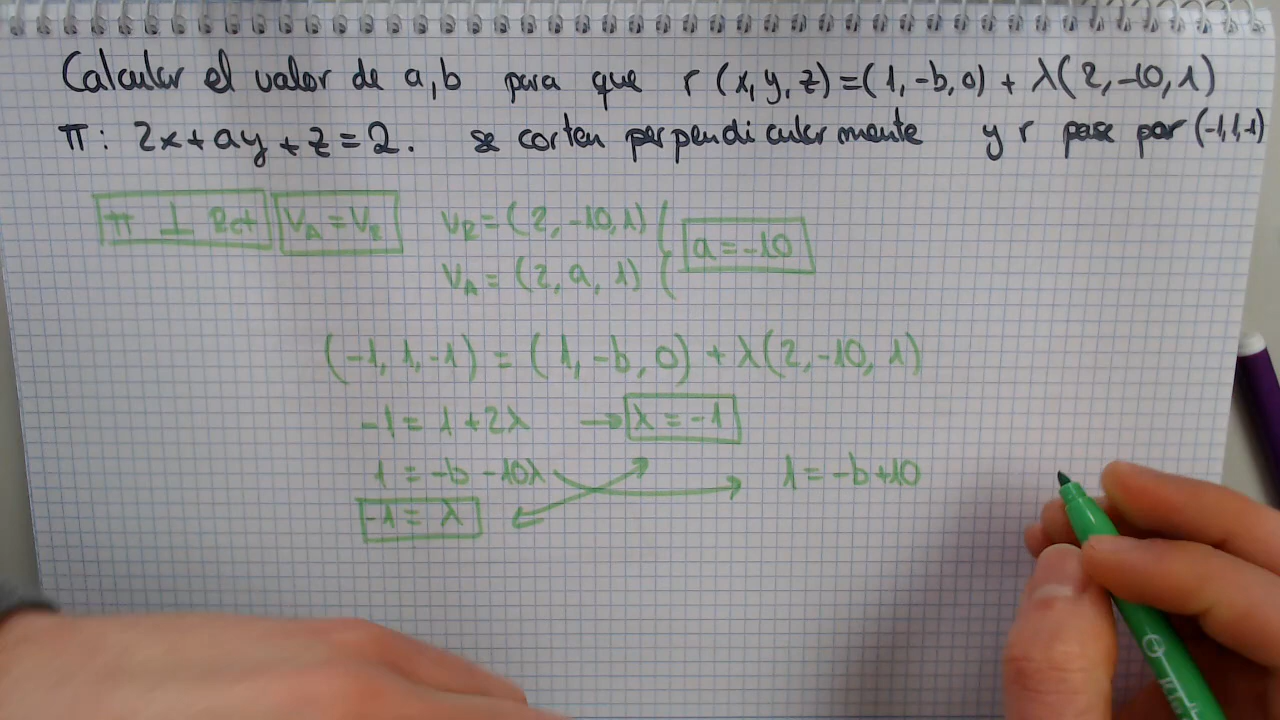 Calcular el valor de a,b para que r (x,y,z)=(1,-b,0) + λ(2,-10,1)
π: 2x+ay+z=2. se corten perpendicularmente y r pase por (-1,1,-1)
π ⊥ Rct V_A = V_R V_R = (2,-10,1) a=-10
V_A = (2, a, 1)
(-1, 1, -1) = (1, -b, 0) + λ(2,-10, 1)
-1 = 1 + 2λ → λ = -1
1 = -b -10λ 1 = -b +10
-1 = λ